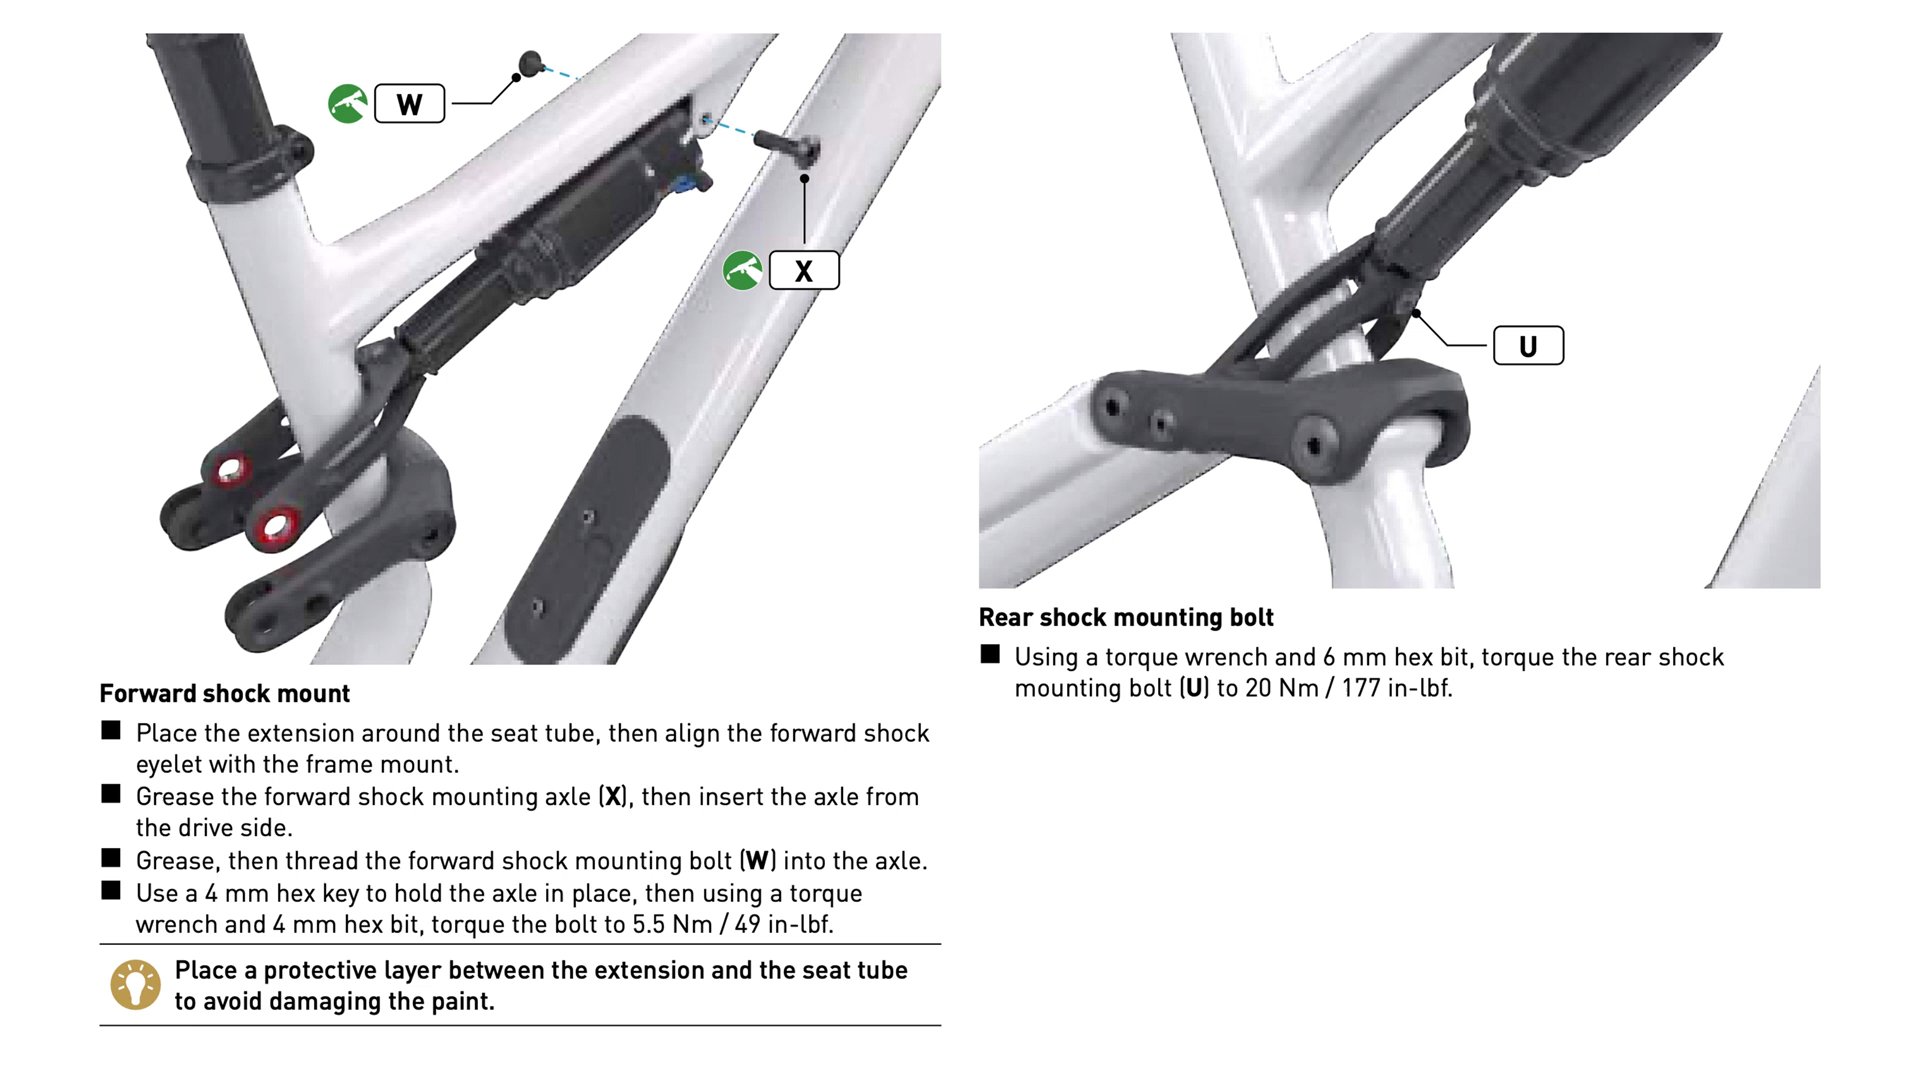 W
X
Forward shock mount
■ Place the extension around the seat tube, then align the forward shock
eyelet with the frame mount.
■ Grease the forward shock mounting axle (X), then insert the axle from
the drive side.
■ Grease, then thread the forward shock mounting bolt (W) into the axle.
■ Use a 4 mm hex key to hold the axle in place, then using a torque
wrench and 4 mm hex bit, torque the bolt to 5.5 Nm / 49 in-lbf.
Place a protective layer between the extension and the seat tube
to avoid damaging the paint.
U
Rear shock mounting bolt
■ Using a torque wrench and 6 mm hex bit, torque the rear shock
mounting bolt (U) to 20 Nm / 177 in-lbf.